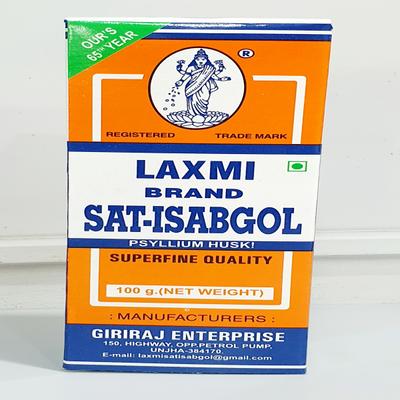 OUR'S
65TH YEAR
®
REGISTERED TRADE MARK
LAXMI
BRAND
SAT-ISABGOL
PSYLLIUM HUSK!
SUPERFINE QUALITY
100 g.(NET WEIGHT)
: MANUFACTURERS :
GIRIRAJ ENTERPRISE
150, HIGHWAY, OPP.PETROL PUMP.
UNJHA-384170.
E-mail: laxmisatisabgol@gmail.com